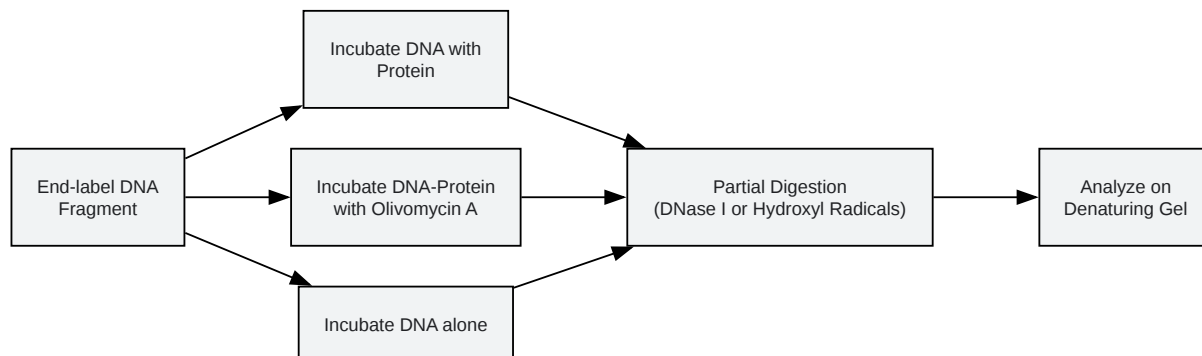 Incubate DNA with
Protein
End-label DNA
Fragment
Incubate DNA-Protein
with Olivomycin A
Partial Digestion
(DNase I or Hydroxyl Radicals)
Analyze on
Denaturing Gel
Incubate DNA alone